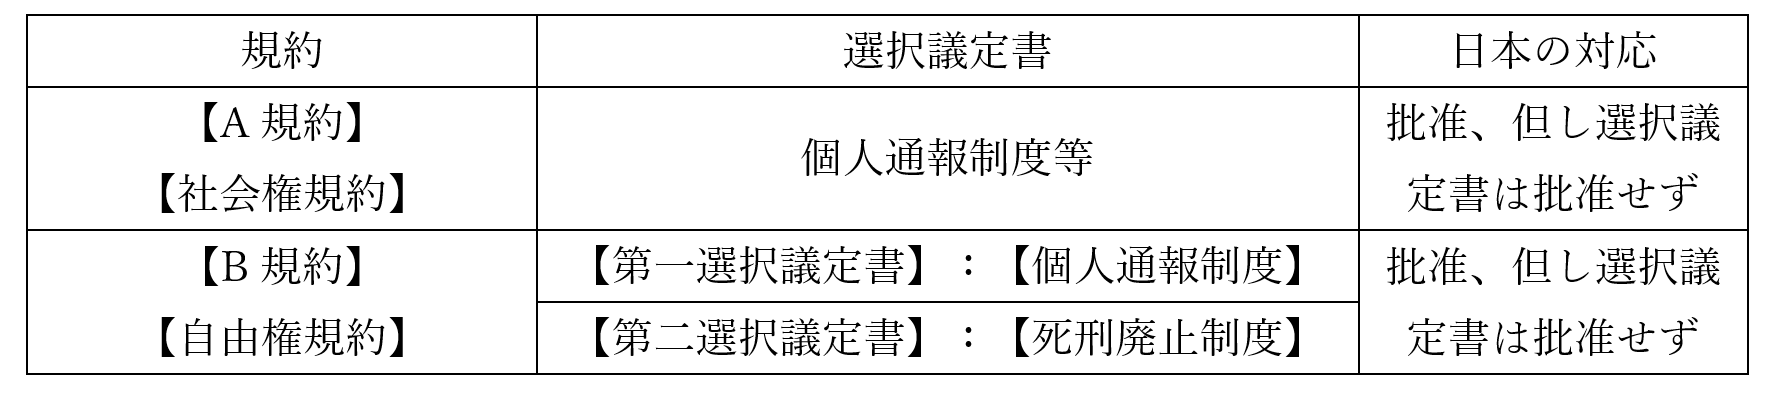 規約
選択議定書
日本の対応
【A 規約】
【社会権規約】
個人通報制度等
批准、但し選択議
定書は批准せず
【B 規約】
【自由権規約】
【第一選択議定書】：【個人通報制度】
【第二選択議定書】：【死刑廃止制度】
批准、但し選択議
定書は批准せず